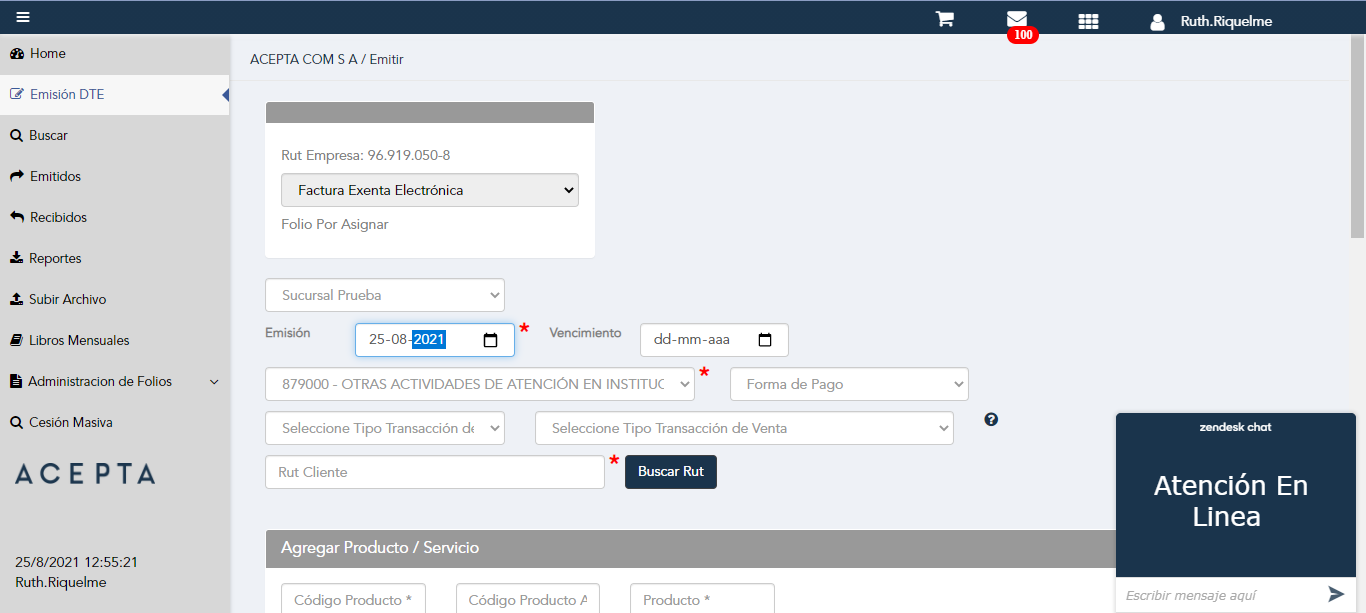 100
Ruth.Riquelme
Home
Emisión DTE
Buscar
Emitidos
Recibidos
Reportes
Subir Archivo
Libros Mensuales
Administracion de Folios
Cesión Masiva
ACEPTA
25/8/2021 12:55:21
Ruth.Riquelme
ACEPTA COM S A / Emitir
Rut Empresa: 96.919.050-8
Factura Exenta Electrónica
Folio Por Asignar
Sucursal Prueba
Emisión 25-08-2021 * Vencimiento dd-mm-aaa
879000 - OTRAS ACTIVIDADES DE ATENCIÓN EN INSTITUC * Forma de Pago
Seleccione Tipo Transacción de Seleccione Tipo Transacción de Venta ?
Rut Cliente * Buscar Rut
Agregar Producto / Servicio
Código Producto * Código Producto A Producto *
zendesk chat
Atención En
Linea
Escribir mensaje aquí